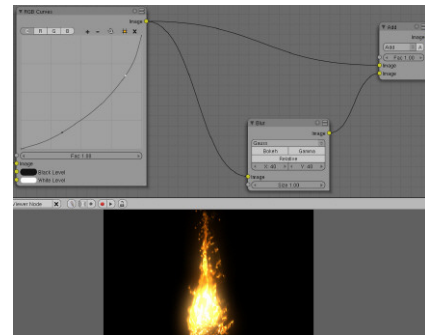 RGB Curves
Image
C R G B
Fac 1.00
Image
Black Level
White Level
Add
Image
Add
A
Fac 1.00
Image
Image
Blur
Image
Gauss
Bokeh Gamma
Relative
X: 40 Y: 40
Image
Size 1.00
Viewer Node